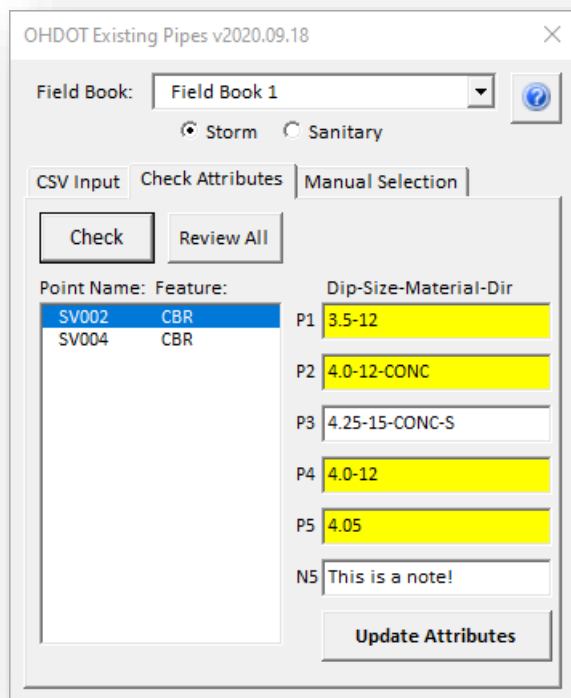 OHDOT Existing Pipes v2020.09.18
Field Book: Field Book 1
Storm Sanitary
CSV Input Check Attributes Manual Selection
Check Review All
Point Name: Feature: Dip-Size-Material-Dir
SV002 CBR
SV004 CBR
P1 3.5-12
P2 4.0-12-CONC
P3 4.25-15-CONC-S
P4 4.0-12
P5 4.05
N5 This is a note!
Update Attributes